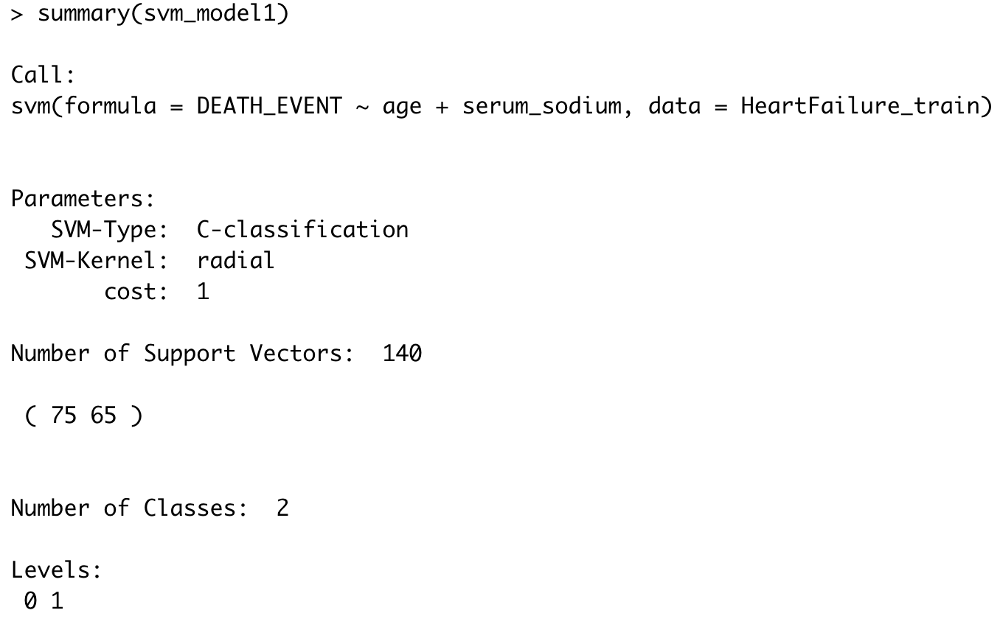 > summary(svm_model1)
Call:
svm(formula = DEATH_EVENT ~ age + serum_sodium, data = HeartFailure_train)
Parameters:
SVM-Type: C-classification
SVM-Kernel: radial
cost: 1
Number of Support Vectors: 140
( 75 65 )
Number of Classes: 2
Levels:
0 1